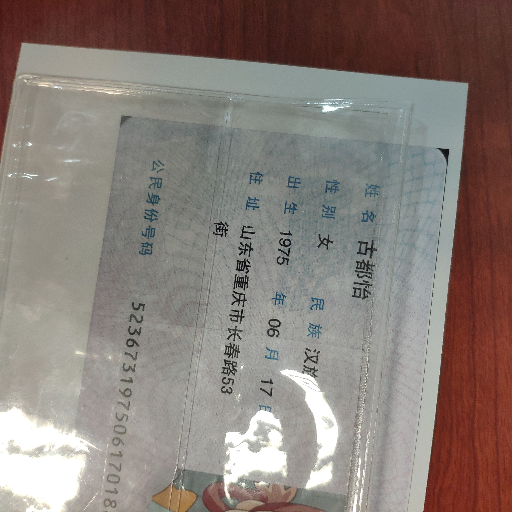 姓名 古都怡
性别 女 民族 汉族
出生 1975 年 06 月 17 日
住址 山东省重庆市长春路53
街
公民身份号码 52367319750617018